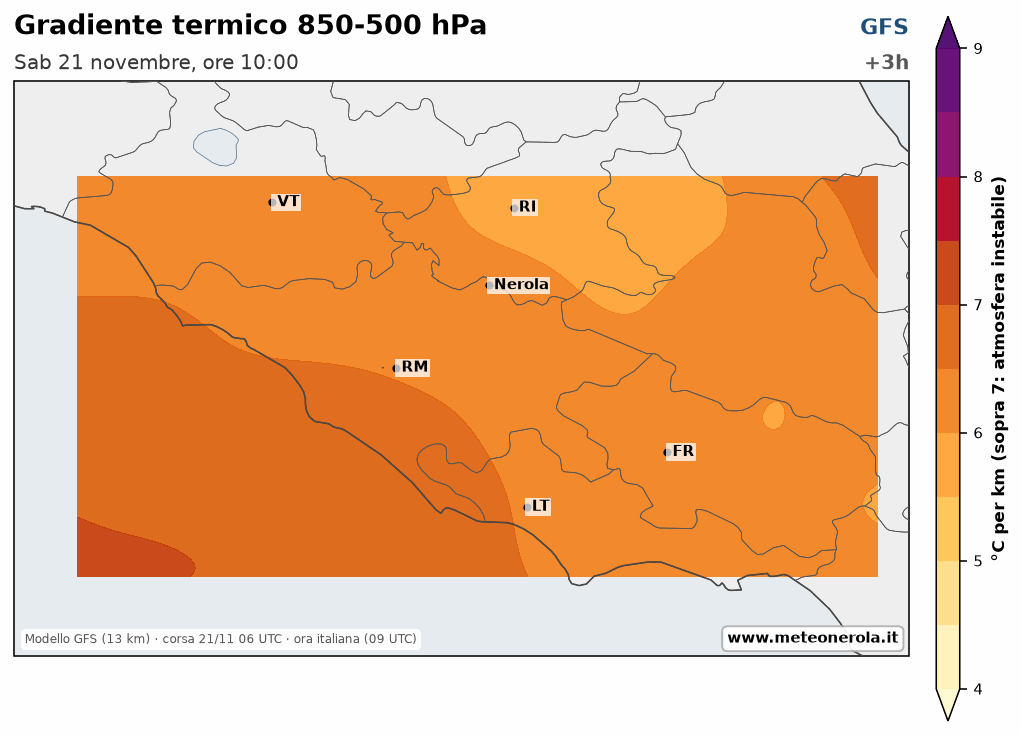 Gradiente termico 850-500 hPa
GFS
Sab 21 novembre, ore 10:00
+3h
VT
RI
Nerola
RM
FR
LT
Modello GFS (13 km) · corsa 21/11 06 UTC · ora italiana (09 UTC)
www.meteonerola.it
9
8
7
6
5
4
°C per km (sopra 7: atmosfera instabile)